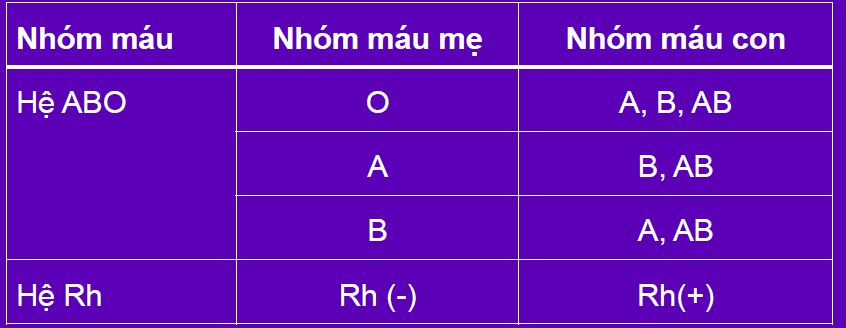 Nhóm máu Nhóm máu mẹ Nhóm máu con
Hệ ABO O A, B, AB
A B, AB
B A, AB
Hệ Rh Rh (-) Rh(+)